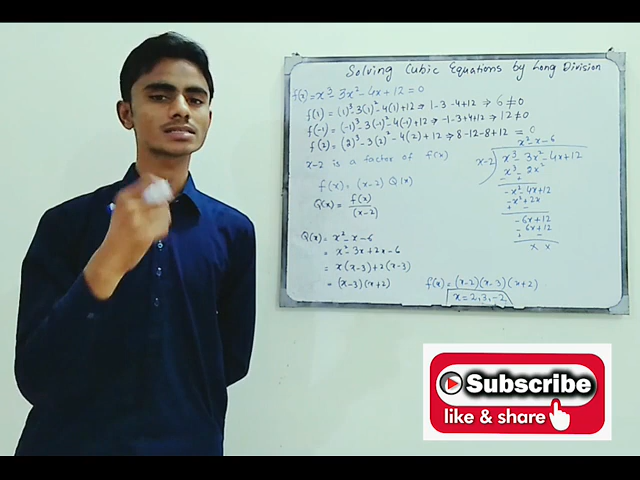 Solving Cubic Equations by Long Division
f(x) = x³ - 3x² - 4x + 12 = 0
f(1) = (1)³ - 3(1)² - 4(1) + 12 ⇒ 1 - 3 - 4 + 12 ⇒ 6 ≠ 0
f(-1) = (-1)³ - 3(-1)² - 4(-1) + 12 ⇒ -1 - 3 + 4 + 12 ⇒ 12 ≠ 0
f(2) = (2)³ - 3(2)² - 4(2) + 12 ⇒ 8 - 12 - 8 + 12 = 0
x-2 is a factor of f(x)
f(x) = (x-2) Q(x)
Q(x) = f(x)/(x-2)
Q(x) = x² - x - 6
= x² - 3x + 2x - 6
= x(x-3) + 2(x-3)
= (x-3)(x+2)
x² - x - 6
x-2 x³ - 3x² - 4x + 12
x³ - 2x²
- +
-x² - 4x + 12
-x² + 2x
+ -
-6x + 12
-6x + 12
+ -
x x
f(x) = (x-2)(x-3)(x+2)
x = 2, 3, -2
Subscribe
like & share